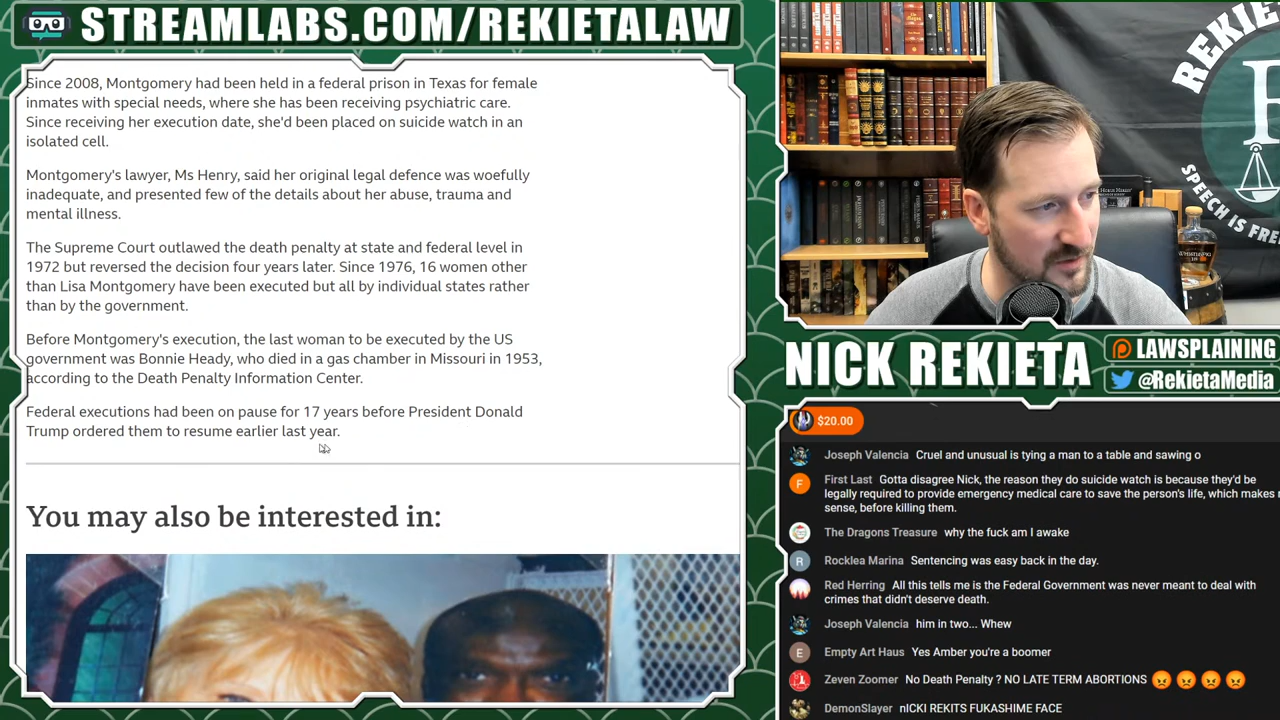 STREAMLABS.COM/REKIETALAW
Since 2008, Montgomery had been held in a federal prison in Texas for female
inmates with special needs, where she has been receiving psychiatric care.
Since receiving her execution date, she'd been placed on suicide watch in an
isolated cell.
Montgomery's lawyer, Ms Henry, said her original legal defence was woefully
inadequate, and presented few of the details about her abuse, trauma and
mental illness.
The Supreme Court outlawed the death penalty at state and federal level in
1972 but reversed the decision four years later. Since 1976, 16 women other
than Lisa Montgomery have been executed but all by individual states rather
than by the government.
Before Montgomery's execution, the last woman to be executed by the US
government was Bonnie Heady, who died in a gas chamber in Missouri in 1953,
according to the Death Penalty Information Center.
Federal executions had been on pause for 17 years before President Donald
Trump ordered them to resume earlier last year.
You may also be interested in:
REKIE
SPEECH IS FRE
NICK REKIETA
LAWSPLAINING
@RekietaMedia
$20.00
Joseph Valencia Cruel and unusual is tying a man to a table and sawing o
F First Last Gotta disagree Nick, the reason they do suicide watch is because they'd be
legally required to provide emergency medical care to save the person's life, which makes
sense, before killing them.
The Dragons Treasure why the fuck am I awake
R Rocklea Marina Sentencing was easy back in the day.
Red Herring All this tells me is the Federal Government was never meant to deal with
crimes that didn't deserve death.
Joseph Valencia him in two... Whew
E Empty Art Haus Yes Amber you're a boomer
Zeven Zoomer No Death Penalty ? NO LATE TERM ABORTIONS 😡 😡 😡 😡
DemonSlayer nICKI REKITS FUKASHIME FACE